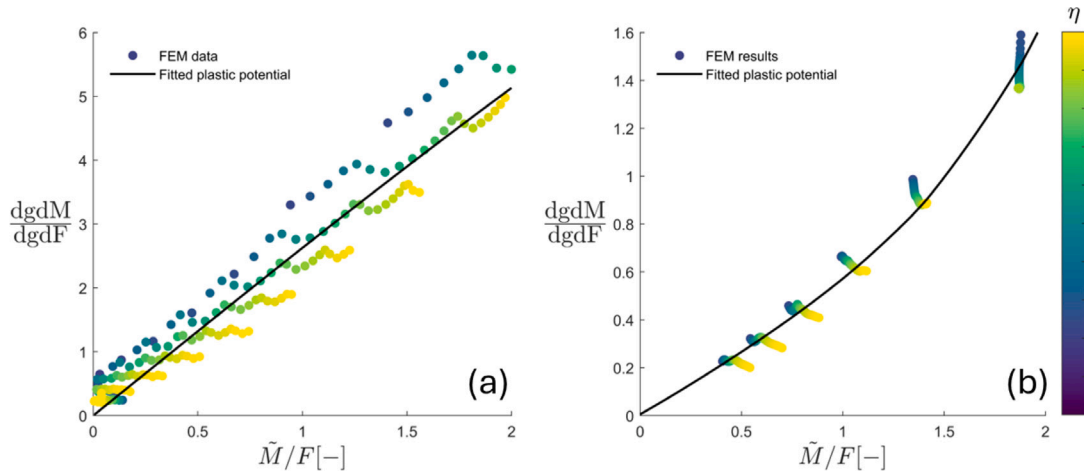 FEM data
Fitted plastic potential
6
5
4
3
2
1
0
dgdM
dgdF
0
0.5
1
1.5
2
M̃/F[−]
(a)
FEM results
Fitted plastic potential
1.6
1.4
1.2
1
0.8
0.6
0.4
0.2
0
dgdM
dgdF
0
0.5
1
1.5
2
M̃/F[−]
(b)
η